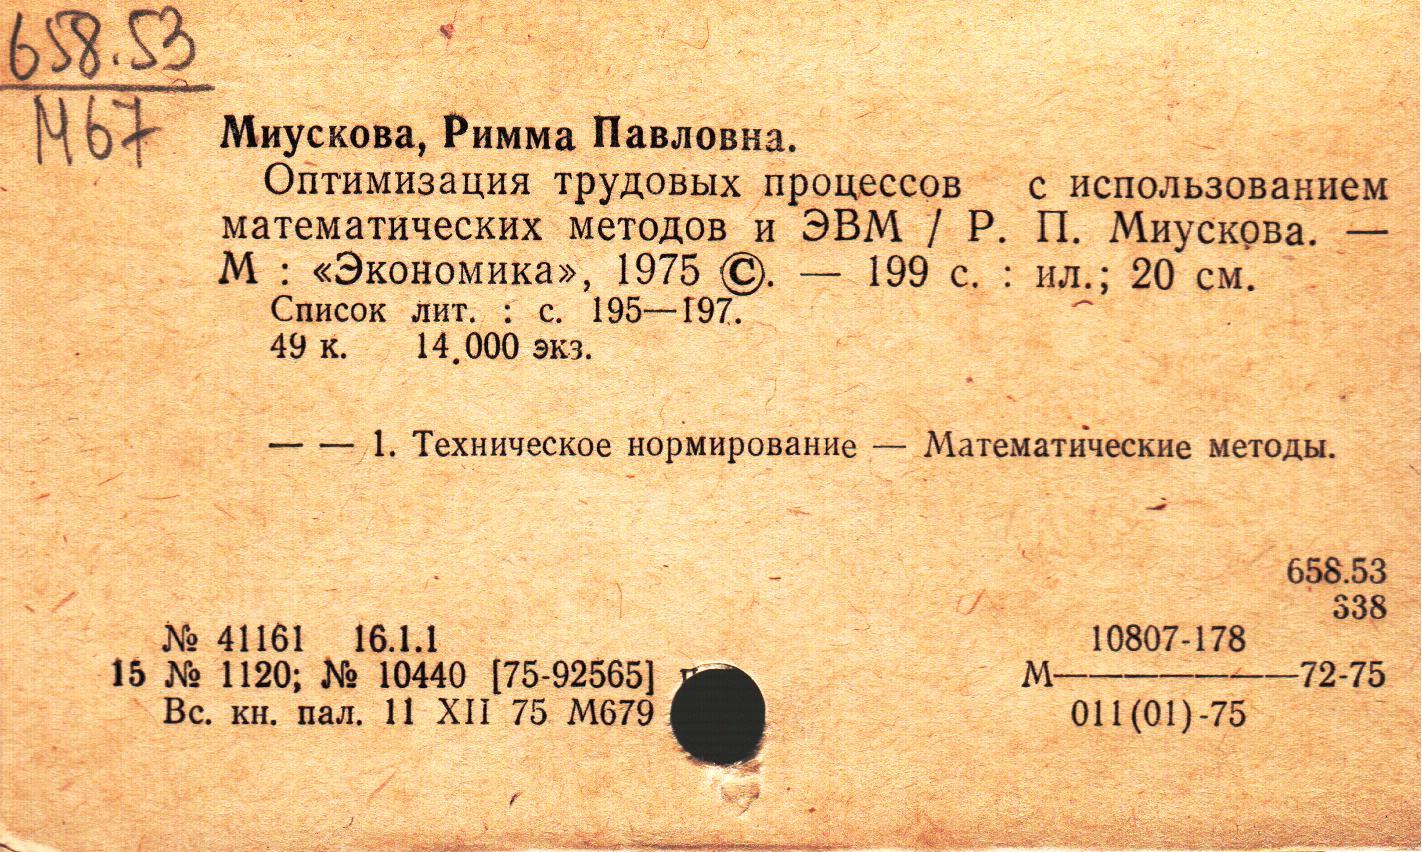 658.53
М67
Миускова, Римма Павловна.
Оптимизация трудовых процессов с использованием
математических методов и ЭВМ / Р. П. Миускова. —
М : «Экономика», 1975 ©. — 199 с. : ил.; 20 см.
Список лит. : с. 195—197.
49 к. 14.000 экз.
— — 1. Техническое нормирование — Математические методы.
658.53
338
№ 41161 16.1.1
10807-178
15 № 1120; № 10440 [75-92565]
М———————72-75
Вс. кн. пал. 11 XII 75 М679
011(01)-75